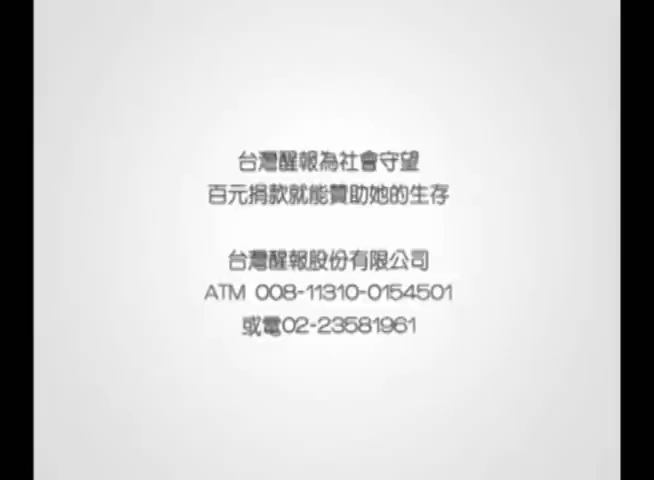 台灣醒報為社會守望
百元捐款就能贊助她的生存
台灣醒報股份有限公司
ATM 008-11310-0154501
或電02-23581961